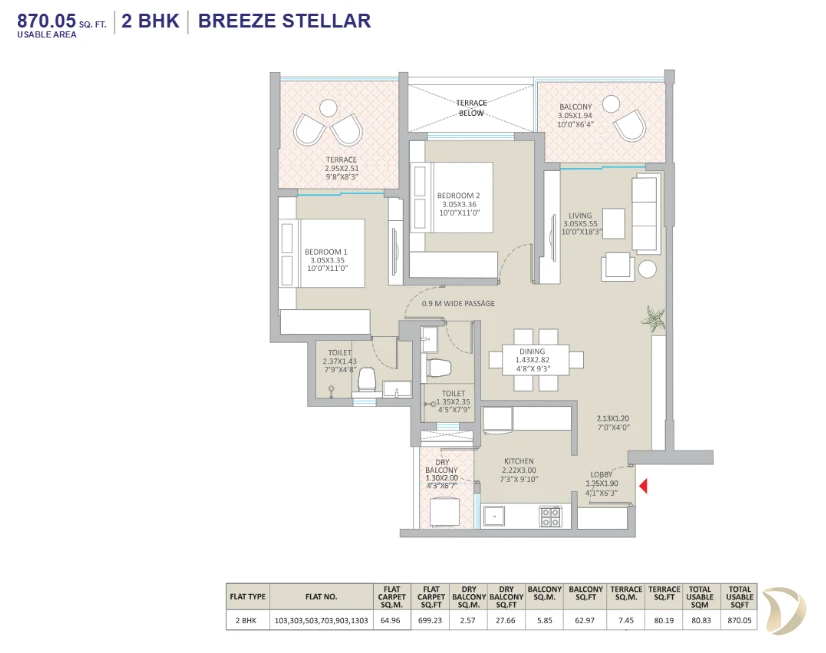 870.05 SQ. FT.
USABLE AREA
2 BHK
BREEZE STELLAR
TERRACE
BELOW
BALCONY
3.05X1.94
10'0"X6'4"
TERRACE
2.95X2.51
9'8"X8'3"
BEDROOM 2
3.05X3.36
10'0"X11'0"
LIVING
3.05X5.55
10'0"X18'3"
BEDROOM 1
3.05X3.35
10'0"X11'0"
0.9 M WIDE PASSAGE
TOILET
2.37X1.43
7'9"X4'8"
DINING
1.43X2.82
4'8"X 9'3"
TOILET
1.35X2.35
4'5"X7'9"
2.13X1.20
7'0"X4'0"
DRY
BALCONY
1.30X2.00
4'3"X6'7"
KITCHEN
2.22X3.00
7'3"X 9'10"
LOBBY
1.25X1.90
4'1"X6'3"
FLAT TYPE FLAT NO. FLAT CARPET SQ.M. FLAT CARPET SQ.FT DRY BALCONY SQ.M. DRY BALCONY SQ.FT BALCONY SQ.M. BALCONY SQ.FT TERRACE SQ.M. TERRACE SQ.FT TOTAL USABLE SQM TOTAL USABLE SQFT
2 BHK 103,303,503,703,903,1303 64.96 699.23 2.57 27.66 5.85 62.97 7.45 80.19 80.83 870.05